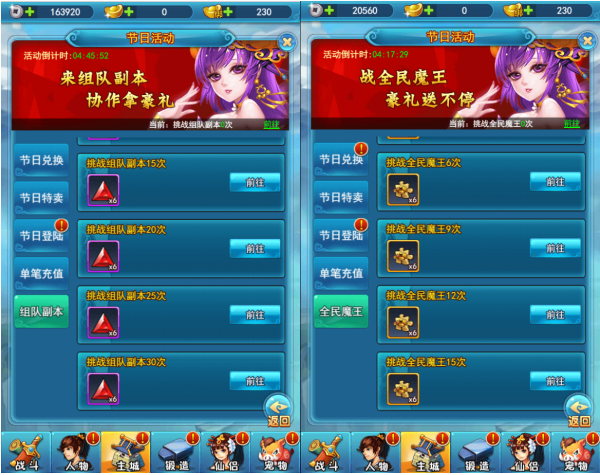 163920
0
230
节日活动
活动倒计时:04:45:52
来组队副本
协作拿豪礼
当前：挑战组队副本0次
前往
节日兑换
节日特卖
节日登陆
单笔充值
组队副本
x6
挑战组队副本15次
x6
前往
挑战组队副本20次
x6
前往
挑战组队副本25次
x6
前往
挑战组队副本30次
x6
前往
返回
战斗
人物
主城
锻造
仙侣
宠物
20560
0
230
节日活动
活动倒计时:04:17:29
战全民魔王
豪礼送不停
当前：挑战全民魔王0次
前往
节日兑换
节日特卖
节日登陆
单笔充值
全民魔王
挑战全民魔王6次
x6
前往
挑战全民魔王9次
x6
前往
挑战全民魔王12次
x6
前往
挑战全民魔王15次
x6
前往
返回
战斗
人物
主城
锻造
仙侣
宠物